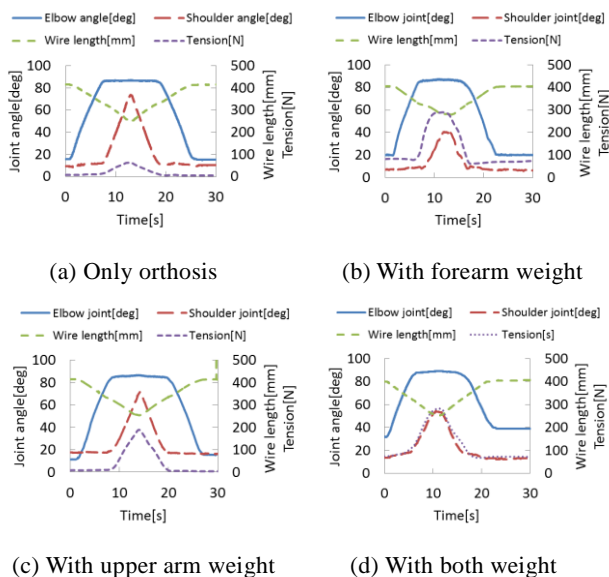 Elbow angle[deg] Shoulder angle[deg]
Wire length[mm] Tension[N]
Joint angle[deg]
100
80
60
40
20
0
500
400
300
200
100
0
Wire length[mm]
Tension[N]
0 10 20 30
Time[s]
(a) Only orthosis
Elbow joint[deg] Shoulder joint[deg]
Wire length[mm] Tension[N]
Joint angle[deg]
100
80
60
40
20
0
500
400
300
200
100
0
Wire length[mm]
Tension[N]
0 10 20 30
Time[s]
(b) With forearm weight
Elbow joint[deg] Shoulder joint[deg]
Wire length[mm] Tension[N]
Joint angle[deg]
100
80
60
40
20
0
500
400
300
200
100
0
Wire length[mm]
Tension[N]
0 10 20 30
Time[s]
(c) With upper arm weight
Elbow joint[deg] Shoulder joint[deg]
Wire length[mm] Tension[s]
Joint angle[deg]
100
80
60
40
20
0
500
400
300
200
100
0
Wire length[mm]
Tension[N]
0 10 20 30
Time[s]
(d) With both weight